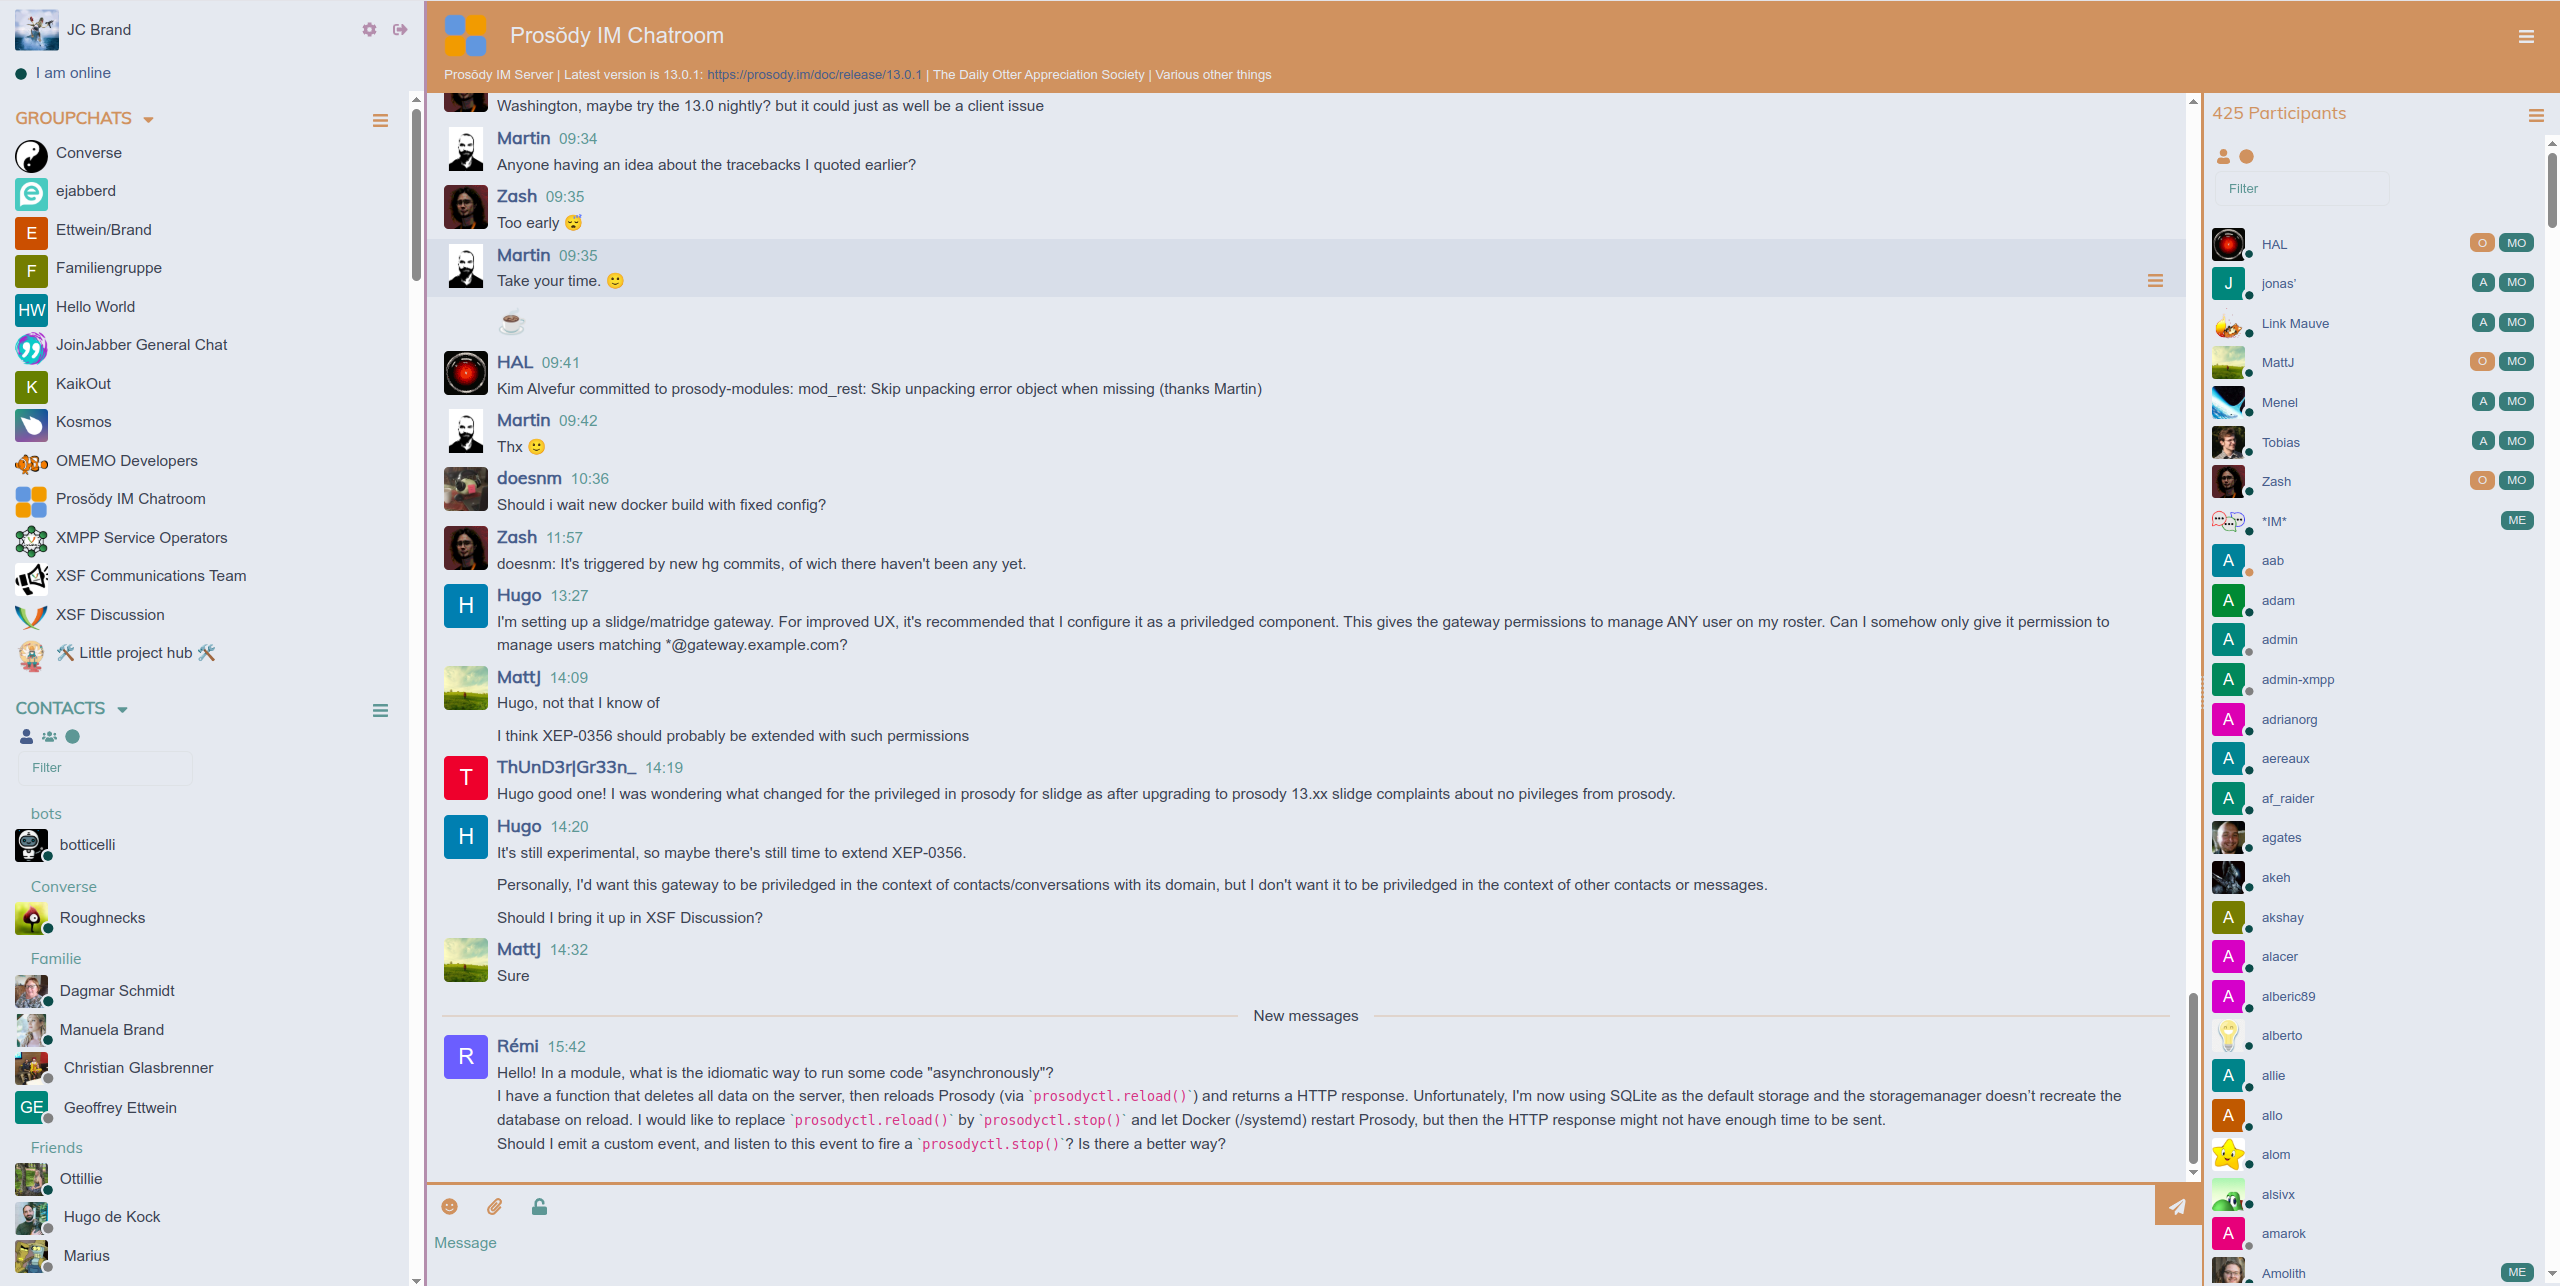 JC Brand
I am online
GROUPCHATS
Converse
ejabberd
E Ettwein/Brand
F Familiengruppe
HW Hello World
JoinJabber General Chat
K KaikOut
Kosmos
OMEMO Developers
Prosŏdy IM Chatroom
XMPP Service Operators
XSF Communications Team
XSF Discussion
🛠️ Little project hub 🛠️
CONTACTS
Filter
bots
botticelli
Converse
Roughnecks
Familie
Dagmar Schmidt
Manuela Brand
Christian Glasbrenner
GE Geoffrey Ettwein
Friends
Ottillie
Hugo de Kock
Marius
Prosŏdy IM Chatroom
Prosŏdy IM Server | Latest version is 13.0.1: https://prosody.im/doc/release/13.0.1 | The Daily Otter Appreciation Society | Various other things
Washington, maybe try the 13.0 nightly? but it could just as well be a client issue
Martin 09:34
Anyone having an idea about the tracebacks I quoted earlier?
Zash 09:35
Too early 😴
Martin 09:35
Take your time. 🙂
☕
HAL 09:41
Kim Alvefur committed to prosody-modules: mod_rest: Skip unpacking error object when missing (thanks Martin)
Martin 09:42
Thx 🙂
doesnm 10:36
Should i wait new docker build with fixed config?
Zash 11:57
doesnm: It's triggered by new hg commits, of wich there haven't been any yet.
H Hugo 13:27
I'm setting up a slidge/matridge gateway. For improved UX, it's recommended that I configure it as a priviledged component. This gives the gateway permissions to manage ANY user on my roster. Can I somehow only give it permission to
manage users matching *@gateway.example.com?
MattJ 14:09
Hugo, not that I know of
I think XEP-0356 should probably be extended with such permissions
T ThUnD3r|Gr33n_ 14:19
Hugo good one! I was wondering what changed for the privileged in prosody for slidge as after upgrading to prosody 13.xx slidge complaints about no pivileges from prosody.
H Hugo 14:20
It's still experimental, so maybe there's still time to extend XEP-0356.
Personally, I'd want this gateway to be priviledged in the context of contacts/conversations with its domain, but I don't want it to be priviledged in the context of other contacts or messages.
Should I bring it up in XSF Discussion?
MattJ 14:32
Sure
New messages
R Rémi 15:42
Hello! In a module, what is the idiomatic way to run some code "asynchronously"?
I have a function that deletes all data on the server, then reloads Prosody (via `prosodyctl.reload()`) and returns a HTTP response. Unfortunately, I'm now using SQLite as the default storage and the storagemanager doesn't recreate the
database on reload. I would like to replace `prosodyctl.reload()` by `prosodyctl.stop()` and let Docker (/systemd) restart Prosody, but then the HTTP response might not have enough time to be sent.
Should I emit a custom event, and listen to this event to fire a `prosodyctl.stop()`? Is there a better way?
Message
425 Participants
Filter
HAL O MO
J jonas' A MO
Link Mauve A MO
MattJ O MO
Menel A MO
Tobias A MO
Zash O MO
*IM* ME
A aab
A adam
A admin
A admin-xmpp
A adrianorg
A aereaux
A af_raider
agates
akeh
A akshay
A alacer
A alberic89
alberto
A allie
A allo
alom
alsivx
A amarok
Amolith ME